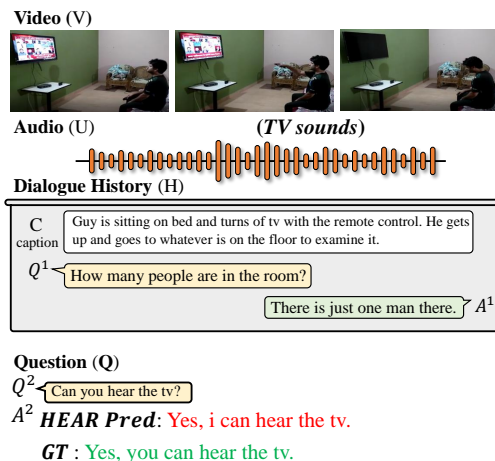 Video (V)
Audio (U) (TV sounds)
Dialogue History (H)
C
caption
Guy is sitting on bed and turns of tv with the remote control. He gets
up and goes to whatever is on the floor to examine it.
Q¹ How many people are in the room?
There is just one man there. A¹
Question (Q)
Q² Can you hear the tv?
A² HEAR Pred: Yes, i can hear the tv.
GT : Yes, you can hear the tv.